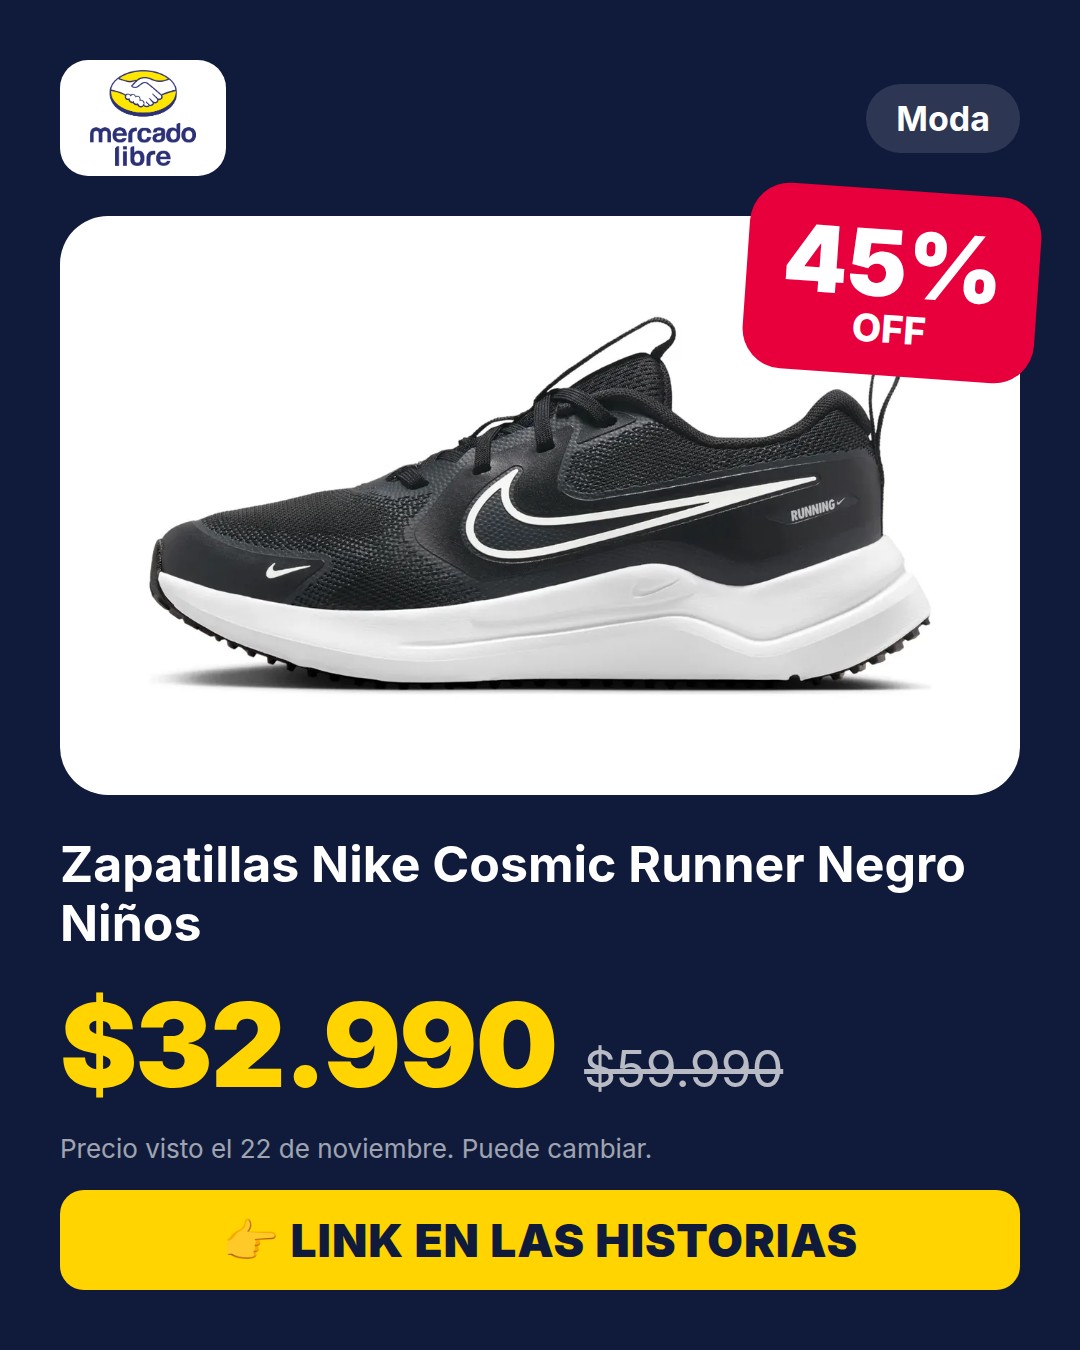 mercado
libre
Moda
45%
OFF
RUNNING
Zapatillas Nike Cosmic Runner Negro
Niños
$32.990 $59.990
Precio visto el 22 de noviembre. Puede cambiar.
👉 LINK EN LAS HISTORIAS